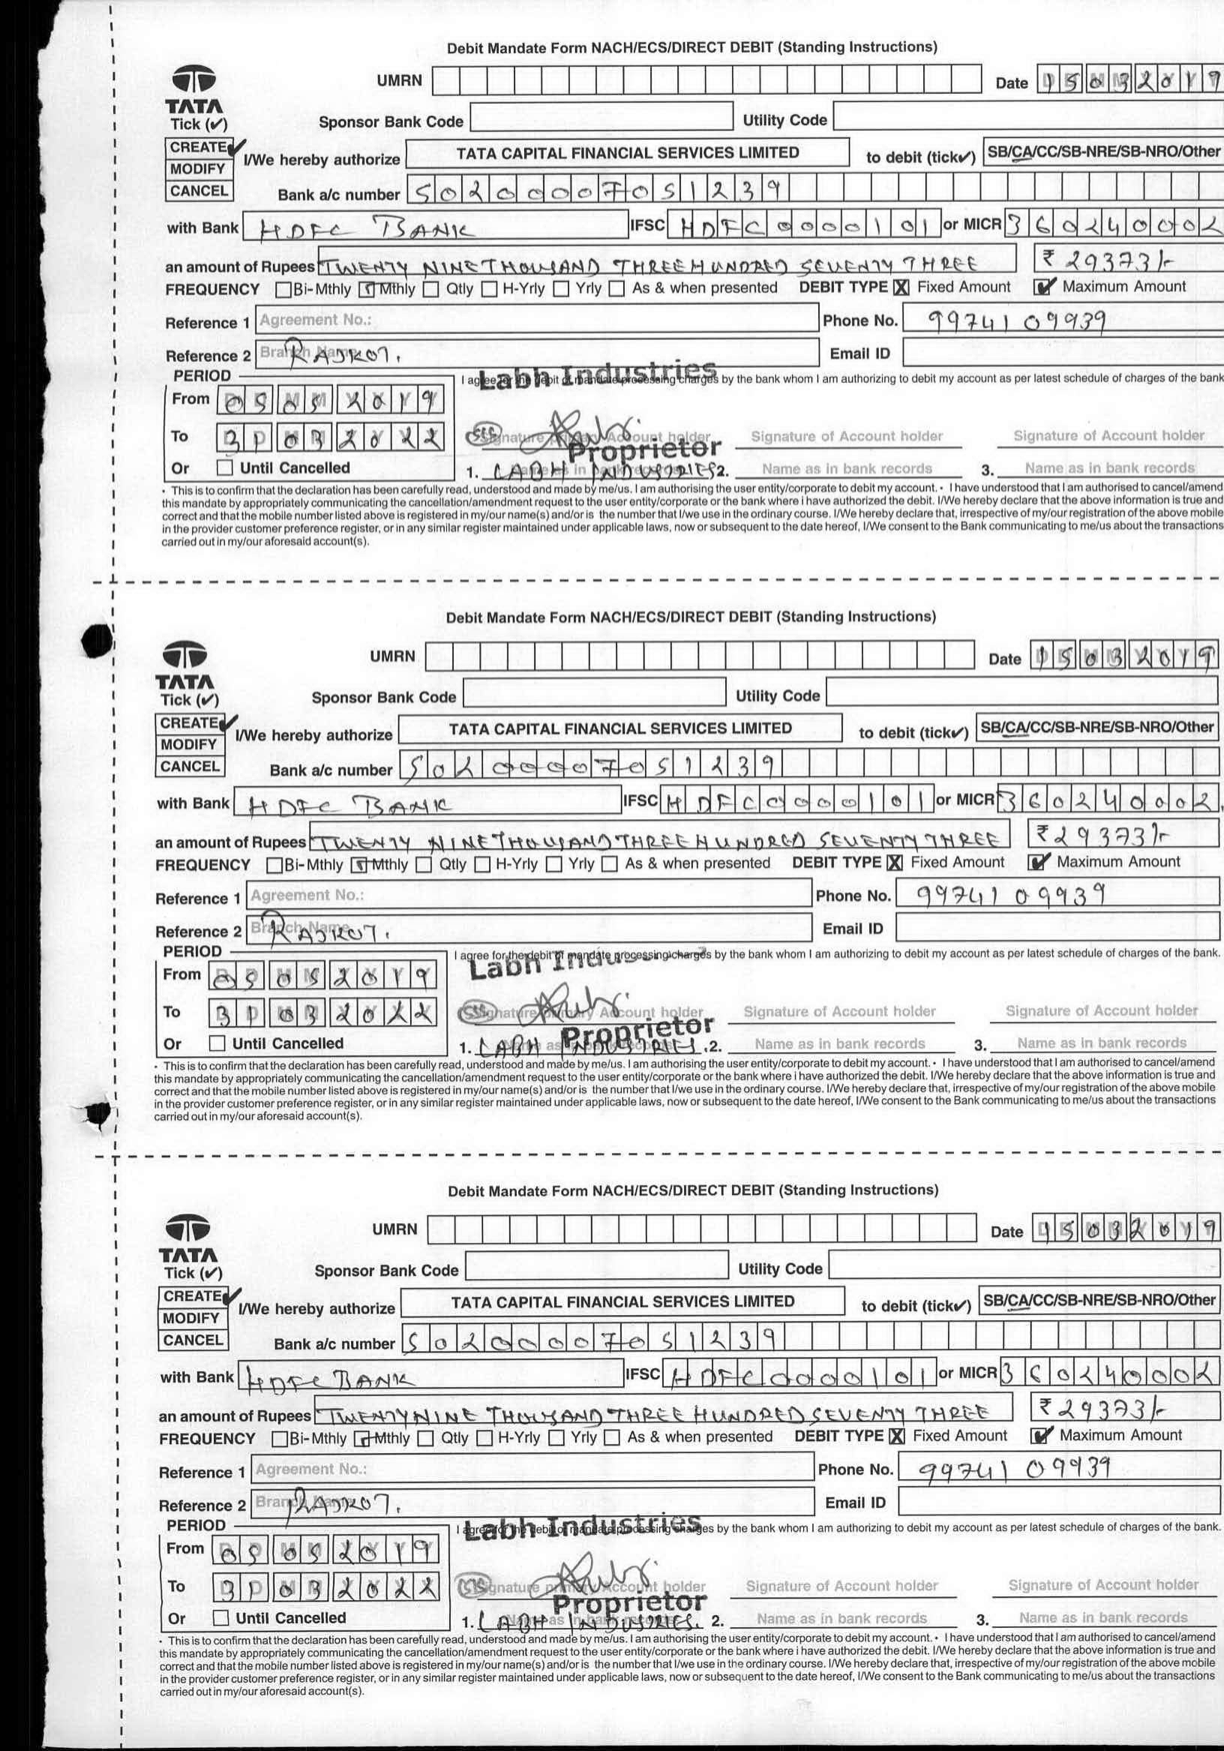 Debit Mandate Form NACH/ECS/DIRECT DEBIT (Standing Instructions)
UMRN Date 15032019
TATA
Tick (✓) Sponsor Bank Code Utility Code
CREATE ✓ I/We hereby authorize TATA CAPITAL FINANCIAL SERVICES LIMITED to debit (tick✓) SB/CA/CC/SB-NRE/SB-NRO/Other
MODIFY
CANCEL Bank a/c number 50200007051239
with Bank HDFC BANK IFSC HDFC0000101 or MICR 360240002
an amount of Rupees TWENTY NINE THOUSAND THREE HUNDRED SEVENTY THREE ₹ 29373/-
FREQUENCY Bi-Mthly Mthly Qtly H-Yrly Yrly As & when presented DEBIT TYPE X Fixed Amount ✓ Maximum Amount
Reference 1 Agreement No.: Phone No. 9974109939
Reference 2 Branch Name RAJKOT. Email ID
PERIOD I agree for the debit of mandate processing charges by the bank whom I am authorizing to debit my account as per latest schedule of charges of the bank
Labh Industries
From 05052019
To 31032022 Signature primary Account holder Signature of Account holder Signature of Account holder
Proprietor
Or Until Cancelled 1. LABH INDUSTRIES 2. Name as in bank records 3. Name as in bank records
• This is to confirm that the declaration has been carefully read, understood and made by me/us. I am authorising the user entity/corporate to debit my account. • I have understood that I am authorised to cancel/amend
this mandate by appropriately communicating the cancellation/amendment request to the user entity/corporate or the bank where i have authorized the debit. I/We hereby declare that the above information is true and
correct and that the mobile number listed above is registered in my/our name(s) and/or is the number that I/we use in the ordinary course. I/We hereby declare that, irrespective of my/our registration of the above mobile
in the provider customer preference register, or in any similar register maintained under applicable laws, now or subsequent to the date hereof, I/We consent to the Bank communicating to me/us about the transactions
carried out in my/our aforesaid account(s).
Debit Mandate Form NACH/ECS/DIRECT DEBIT (Standing Instructions)
UMRN Date 15032019
TATA
Tick (✓) Sponsor Bank Code Utility Code
CREATE ✓ I/We hereby authorize TATA CAPITAL FINANCIAL SERVICES LIMITED to debit (tick✓) SB/CA/CC/SB-NRE/SB-NRO/Other
MODIFY
CANCEL Bank a/c number 50200007051239
with Bank HDFC BANK IFSC HDFC0000101 or MICR 360240002
an amount of Rupees TWENTY NINE THOUSAND THREE HUNDRED SEVENTY THREE ₹ 29373/-
FREQUENCY Bi-Mthly Mthly Qtly H-Yrly Yrly As & when presented DEBIT TYPE X Fixed Amount ✓ Maximum Amount
Reference 1 Agreement No.: Phone No. 9974109939
Reference 2 Branch Name RAJKOT. Email ID
PERIOD I agree for the debit of mandate processing charges by the bank whom I am authorizing to debit my account as per latest schedule of charges of the bank.
Labh Industries
From 05052019
To 31032022 Signature primary Account holder Signature of Account holder Signature of Account holder
Proprietor
Or Until Cancelled 1. LABH INDUSTRIES. 2. Name as in bank records 3. Name as in bank records
• This is to confirm that the declaration has been carefully read, understood and made by me/us. I am authorising the user entity/corporate to debit my account. • I have understood that I am authorised to cancel/amend
this mandate by appropriately communicating the cancellation/amendment request to the user entity/corporate or the bank where i have authorized the debit. I/We hereby declare that the above information is true and
correct and that the mobile number listed above is registered in my/our name(s) and/or is the number that I/we use in the ordinary course. I/We hereby declare that, irrespective of my/our registration of the above mobile
in the provider customer preference register, or in any similar register maintained under applicable laws, now or subsequent to the date hereof, I/We consent to the Bank communicating to me/us about the transactions
carried out in my/our aforesaid account(s).
Debit Mandate Form NACH/ECS/DIRECT DEBIT (Standing Instructions)
UMRN Date 15032019
TATA
Tick (✓) Sponsor Bank Code Utility Code
CREATE ✓ I/We hereby authorize TATA CAPITAL FINANCIAL SERVICES LIMITED to debit (tick✓) SB/CA/CC/SB-NRE/SB-NRO/Other
MODIFY
CANCEL Bank a/c number 50200007051239
with Bank HDFC BANK IFSC HDFC0000101 or MICR 360240002
an amount of Rupees TWENTY NINE THOUSAND THREE HUNDRED SEVENTY THREE ₹ 29373/-
FREQUENCY Bi-Mthly Mthly Qtly H-Yrly Yrly As & when presented DEBIT TYPE X Fixed Amount ✓ Maximum Amount
Reference 1 Agreement No.: Phone No. 9974109939
Reference 2 Branch Name RAJKOT. Email ID
PERIOD I agree for the debit of mandate processing charges by the bank whom I am authorizing to debit my account as per latest schedule of charges of the bank.
Labh Industries
From 05052019
To 31032022 Signature primary Account holder Signature of Account holder Signature of Account holder
Proprietor
Or Until Cancelled 1. LABH INDUSTRIES. 2. Name as in bank records 3. Name as in bank records
• This is to confirm that the declaration has been carefully read, understood and made by me/us. I am authorising the user entity/corporate to debit my account. • I have understood that I am authorised to cancel/amend
this mandate by appropriately communicating the cancellation/amendment request to the user entity/corporate or the bank where i have authorized the debit. I/We hereby declare that the above information is true and
correct and that the mobile number listed above is registered in my/our name(s) and/or is the number that I/we use in the ordinary course. I/We hereby declare that, irrespective of my/our registration of the above mobile
in the provider customer preference register, or in any similar register maintained under applicable laws, now or subsequent to the date hereof, I/We consent to the Bank communicating to me/us about the transactions
carried out in my/our aforesaid account(s).